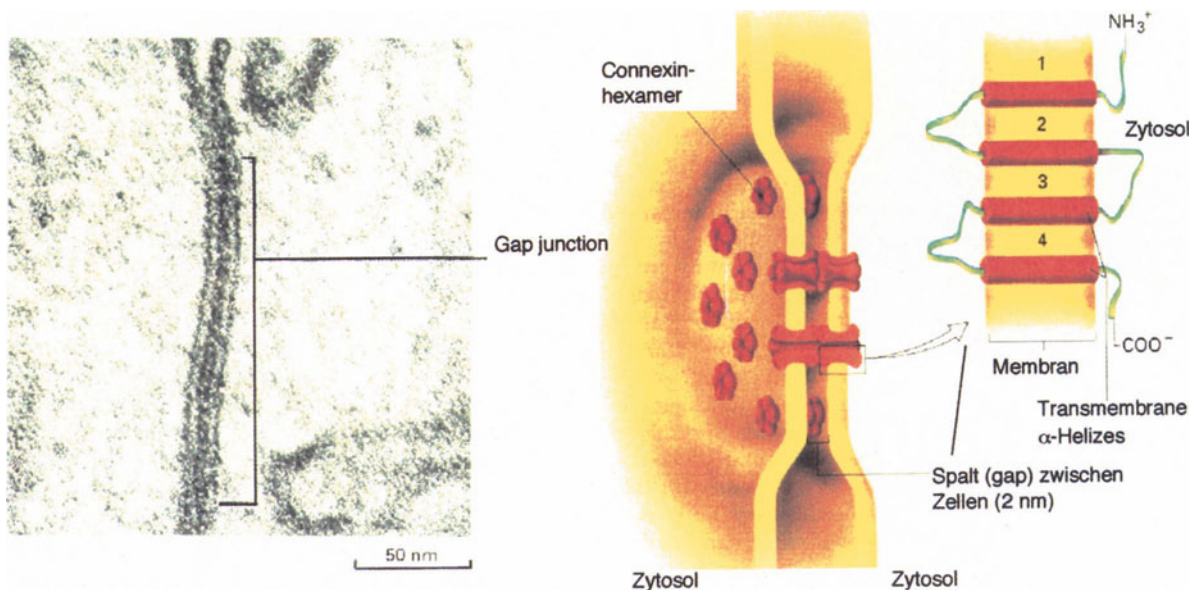 Gap junction
50 nm
Connexin-
hexamer
Zytosol
Zytosol
NH3+
1
2
3
4
Zytosol
COO−
Membran
Transmembrane
α-Helizes
Spalt (gap) zwischen
Zellen (2 nm)